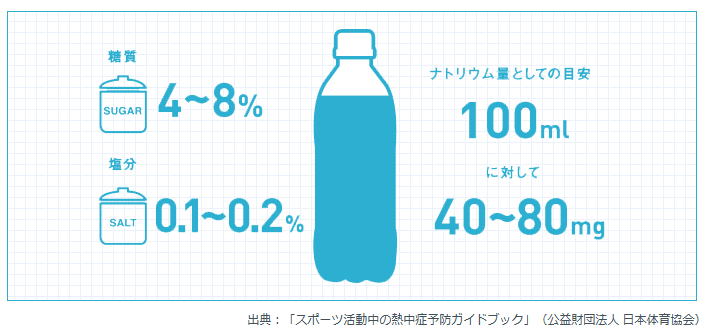 糖質
SUGAR
4~8%
塩分
SALT
0.1~0.2%
ナトリウム量としての目安
100ml
に対して
40~80mg
出典：「スポーツ活動中の熱中症予防ガイドブック」（公益財団法人 日本体育協会）